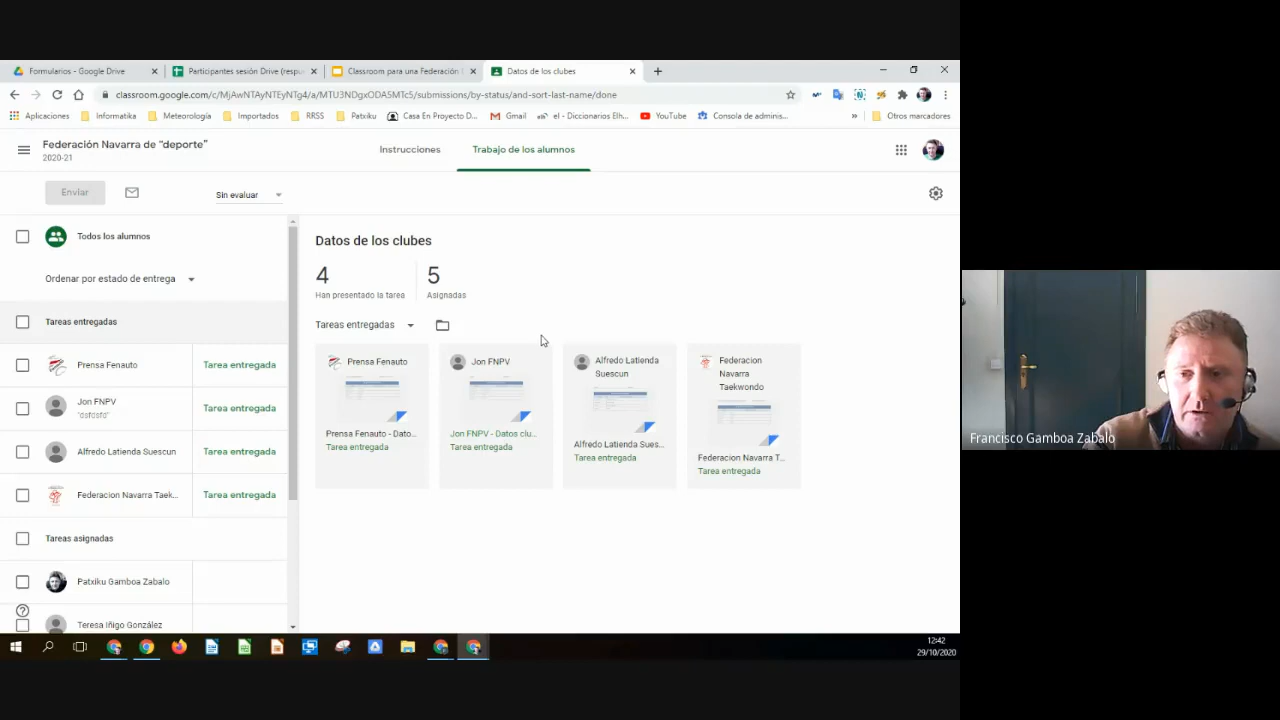 Formularios - Google Drive
Participantes sesión Drive (respu
Classroom para una Federación
Datos de los clubes
classroom.google.com/c/MjAwNTAyNTEyNTg4/a/MTU3NDgxODA5MTc5/submissions/by-status/and-sort-last-name/done
Aplicaciones
Informatika
Meteorología
Importados
RRSS
Patxiku
Casa En Proyecto D...
Gmail
el - Diccionarios Elh...
YouTube
Consola de adminis...
»
Otros marcadores
Federación Navarra de "deporte"
2020-21
Instrucciones
Trabajo de los alumnos
Enviar
Sin evaluar
Todos los alumnos
Ordenar por estado de entrega
Tareas entregadas
Prensa Fenauto
Tarea entregada
Jon FNPV
"dsfdsfd"
Tarea entregada
Alfredo Latienda Suescun
Tarea entregada
Federacion Navarra Taek...
Tarea entregada
Tareas asignadas
Patxiku Gamboa Zabalo
Teresa Iñigo González
Datos de los clubes
4
Han presentado la tarea
5
Asignadas
Tareas entregadas
Prensa Fenauto
Prensa Fenauto - Dato...
Tarea entregada
Jon FNPV
Jon FNPV - Datos clu...
Tarea entregada
Alfredo Latienda
Suescun
Alfredo Latienda Sues...
Tarea entregada
Federacion
Navarra
Taekwondo
Federacion Navarra T...
Tarea entregada
12:42
29/10/2020
Francisco Gamboa Zabalo